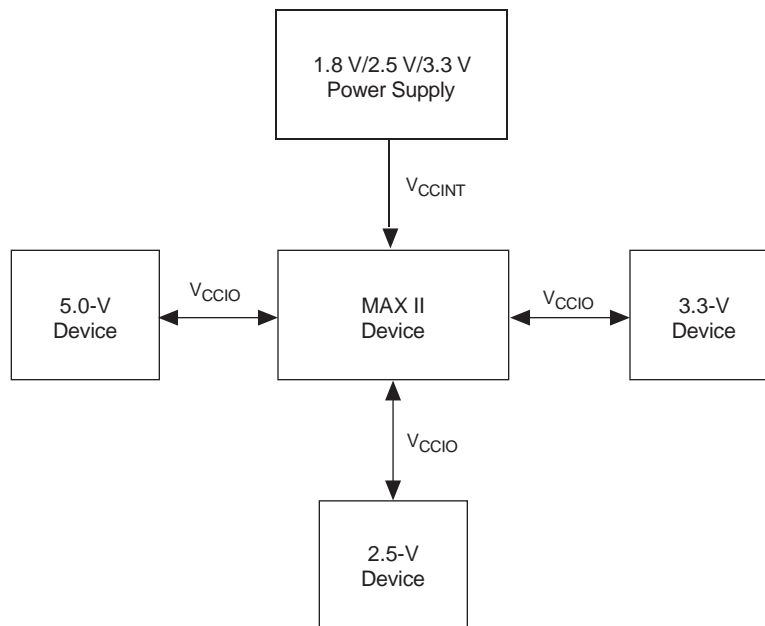 1.8 V/2.5 V/3.3 V
Power Supply
VCCINT
5.0-V
Device
VCCIO
MAX II
Device
VCCIO
3.3-V
Device
VCCIO
2.5-V
Device